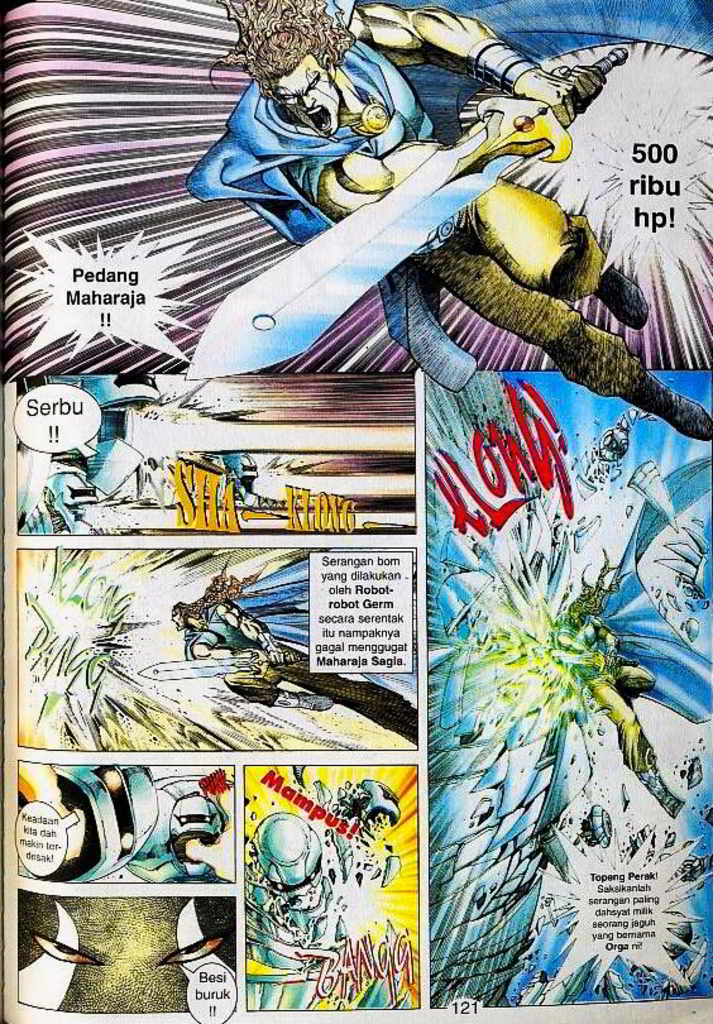 500
ribu
hp!
Pedang
Maharaja
!!
Serbu
!!
KLONG!
Serangan bom
yang dilakukan
oleh Robot-
robot Germ
secara serentak
itu nampaknya
gagal menggugat
Maharaja Sagla.
Keadaan
kita dah
makin ter-
desak!
Mampus!
BANGG
Besi
buruk
!!
Topeng Perak!
Saksikanlah
serangan paling
dahsyat milik
seorang jaguh
yang bernama
Orga ni!
121